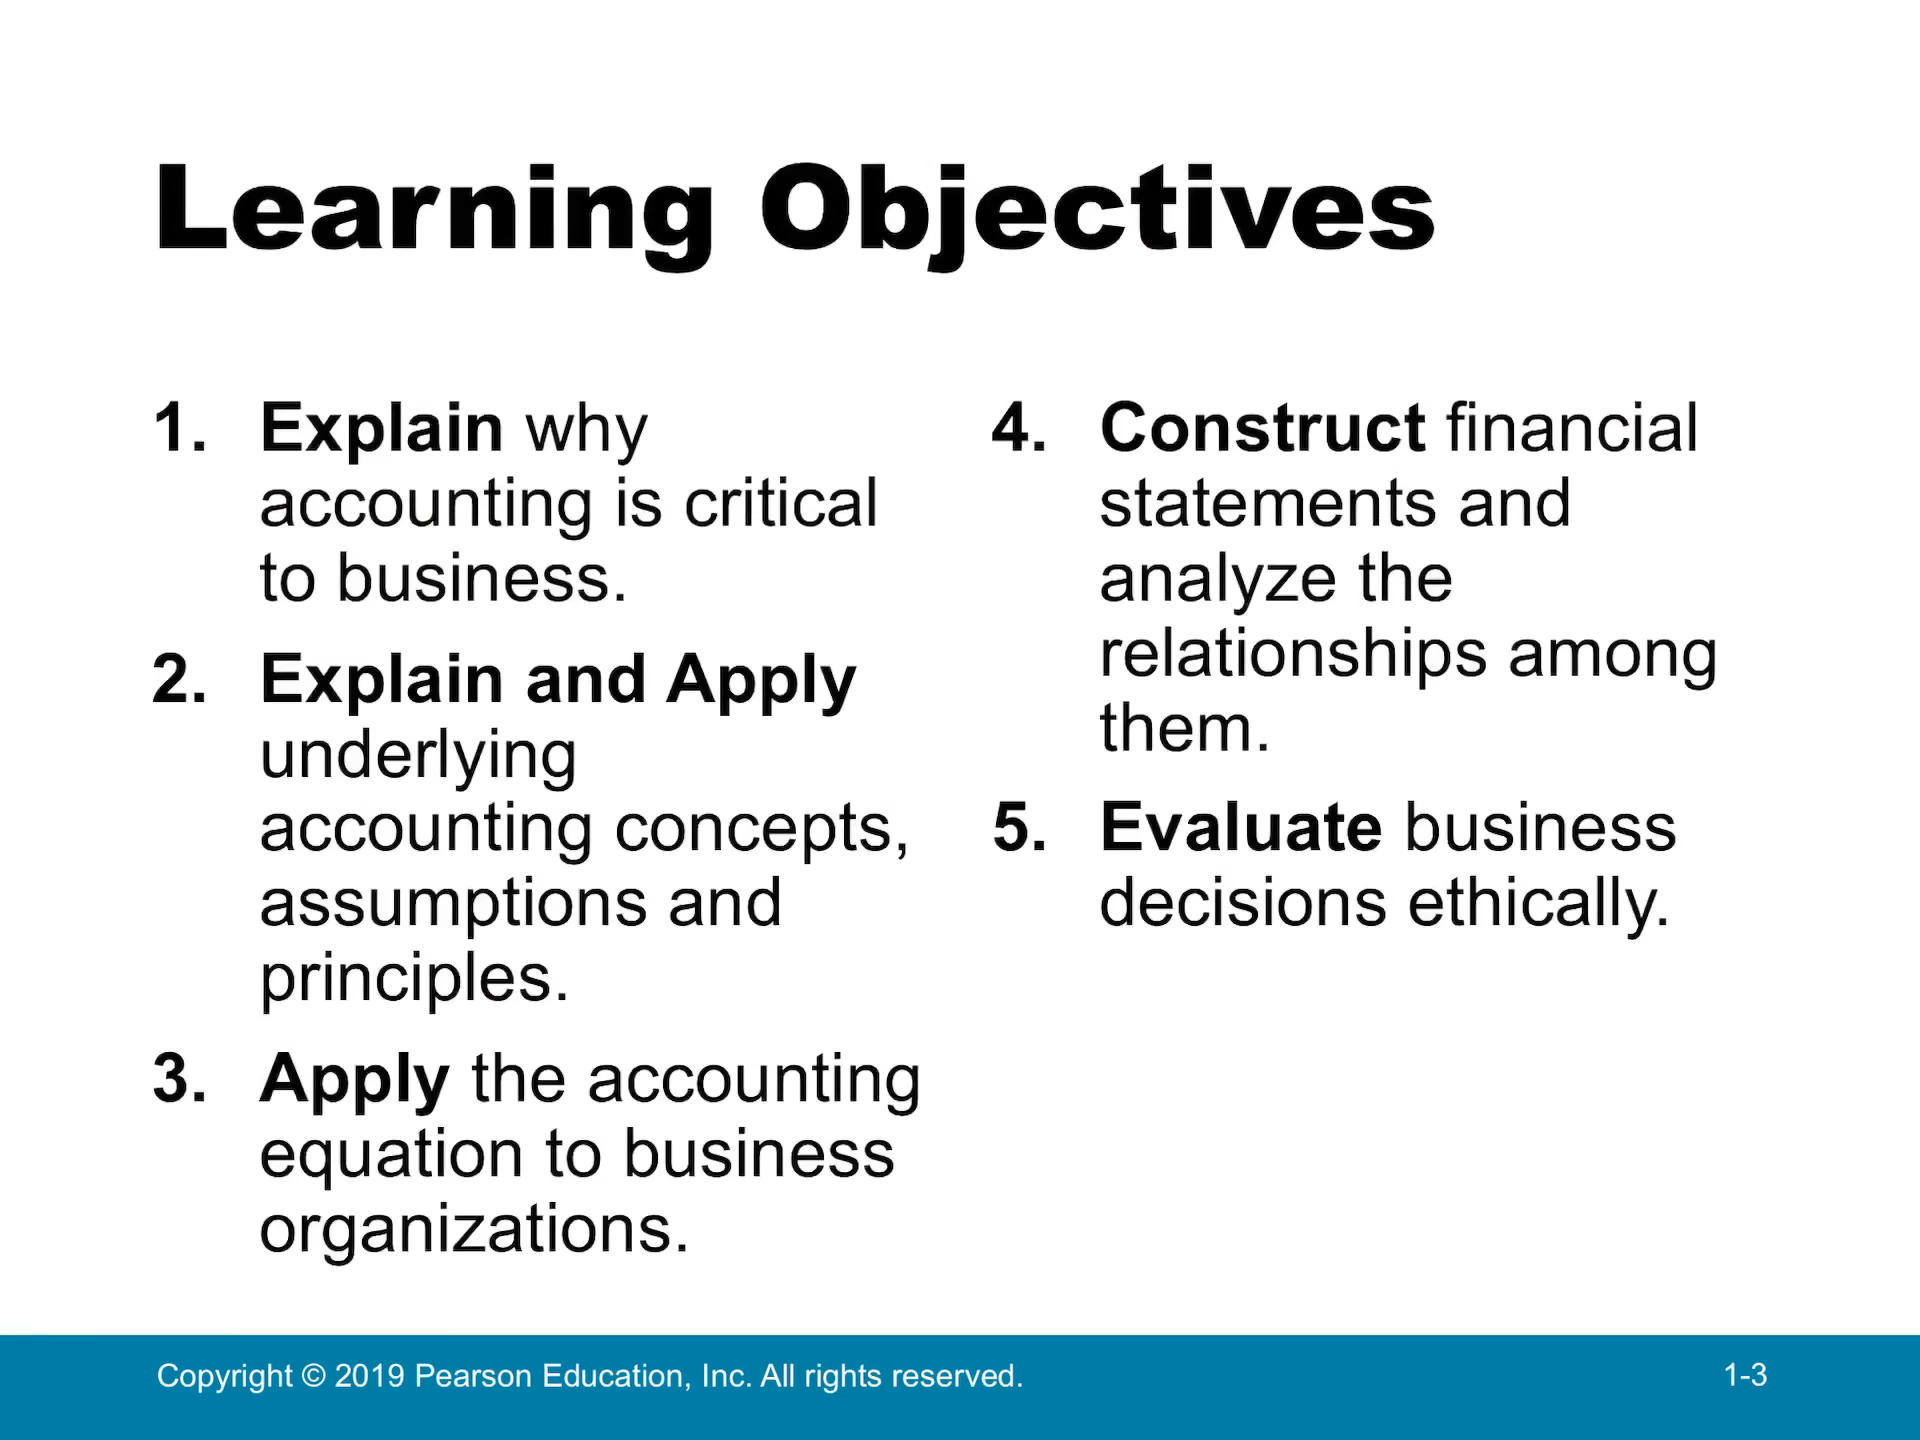 Learning Objectives
1. Explain why
accounting is critical
to business.
2. Explain and Apply
underlying
accounting concepts,
assumptions and
principles.
3. Apply the accounting
equation to business
organizations.
4. Construct financial
statements and
analyze the
relationships among
them.
5. Evaluate business
decisions ethically.
Copyright © 2019 Pearson Education, Inc. All rights reserved.
1-3